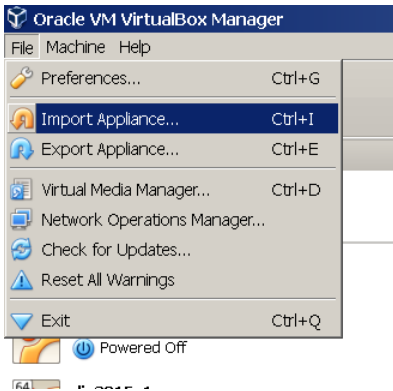 Oracle VM VirtualBox Manager
File Machine Help
Preferences... Ctrl+G
Import Appliance... Ctrl+I
Export Appliance... Ctrl+E
Virtual Media Manager... Ctrl+D
Network Operations Manager...
Check for Updates...
Reset All Warnings
Exit Ctrl+Q
Powered Off
64